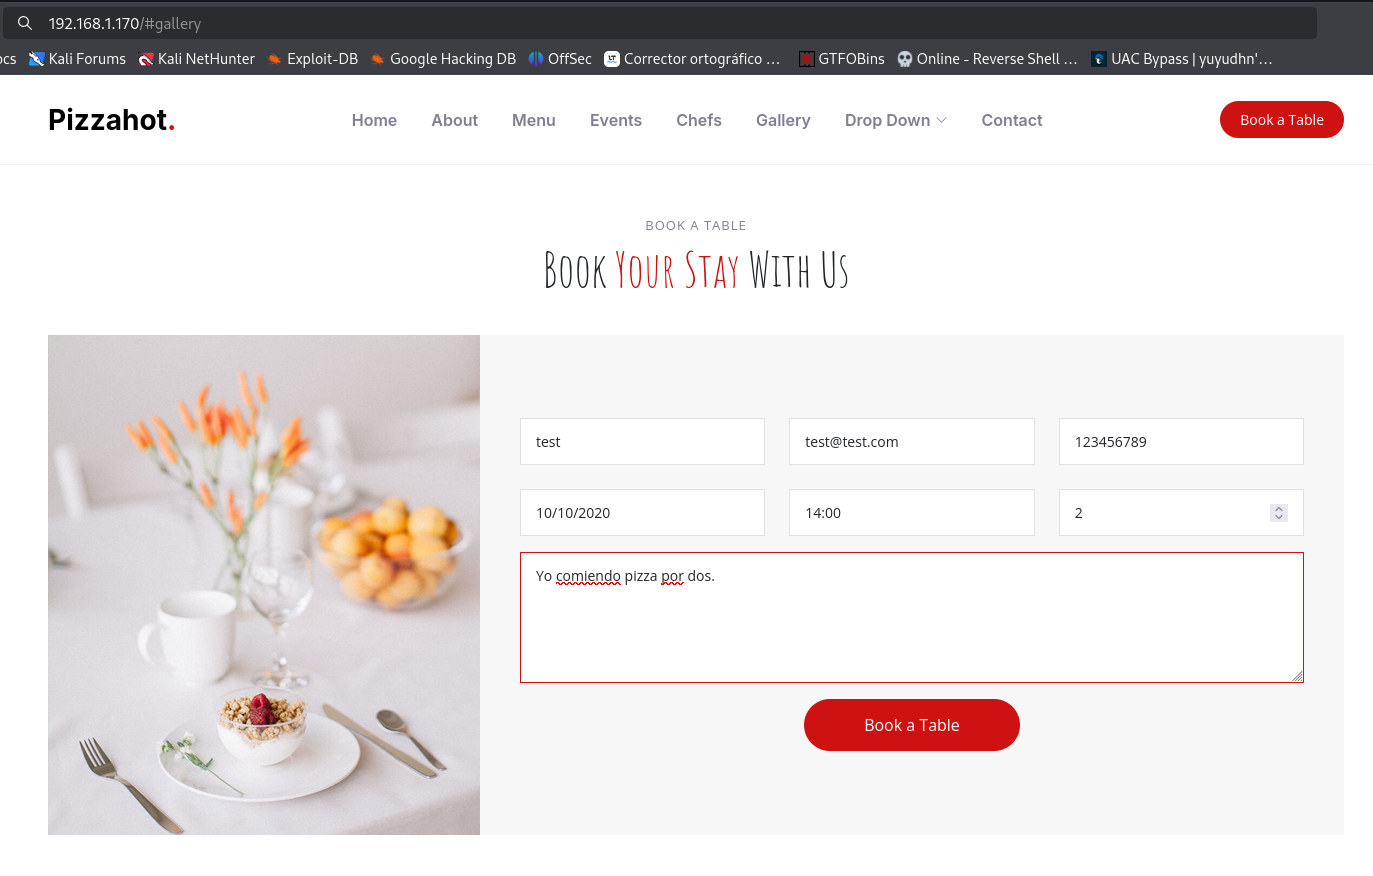 192.168.1.170/#gallery
ocs Kali Forums Kali NetHunter Exploit-DB Google Hacking DB OffSec LT Corrector ortográfico … GTFOBins Online - Reverse Shell … UAC Bypass | yuyudhn'…
Pizzahot. Home About Menu Events Chefs Gallery Drop Down Contact Book a Table
BOOK A TABLE
Book Your Stay With Us
test test@test.com 123456789
10/10/2020 14:00 2
Yo comiendo pizza por dos.
Book a Table